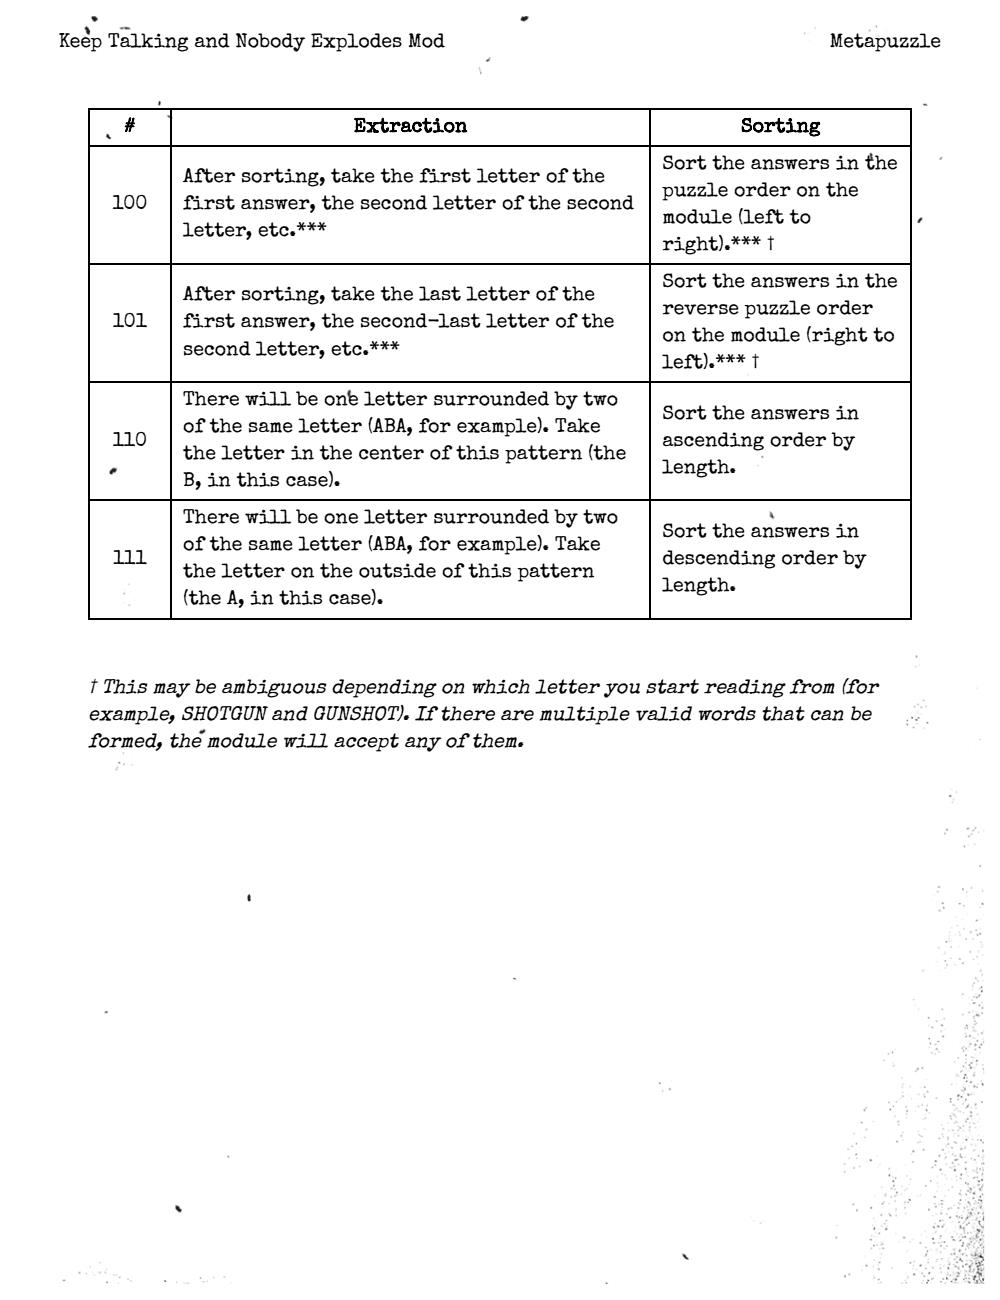 Keep Talking and Nobody Explodes Mod
Metapuzzle
# Extraction Sorting
100
After sorting, take the first letter of the
first answer, the second letter of the second
letter, etc.***
Sort the answers in the
puzzle order on the
module (left to
right).*** †
101
After sorting, take the last letter of the
first answer, the second-last letter of the
second letter, etc.***
Sort the answers in the
reverse puzzle order
on the module (right to
left).*** †
110
There will be one letter surrounded by two
of the same letter (ABA, for example). Take
the letter in the center of this pattern (the
B, in this case).
Sort the answers in
ascending order by
length.
111
There will be one letter surrounded by two
of the same letter (ABA, for example). Take
the letter on the outside of this pattern
(the A, in this case).
Sort the answers in
descending order by
length.
† This may be ambiguous depending on which letter you start reading from (for
example, SHOTGUN and GUNSHOT). If there are multiple valid words that can be
formed, the module will accept any of them.